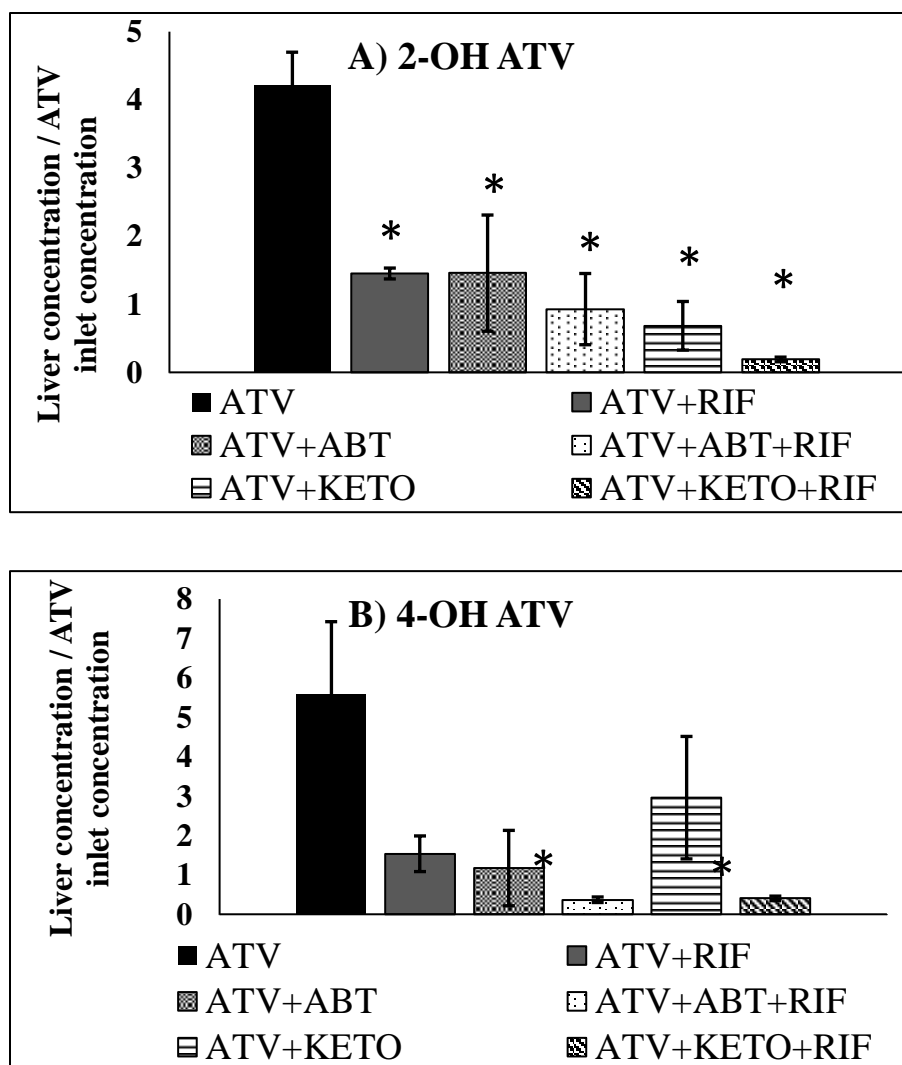 A) 2-OH ATV
Liver concentration / ATV
inlet concentration
5
4
3
2
1
0
*
*
*
*
*
ATV
ATV+RIF
ATV+ABT
ATV+ABT+RIF
ATV+KETO
ATV+KETO+RIF
B) 4-OH ATV
Liver concentration / ATV
inlet concentration
8
7
6
5
4
3
2
1
0
*
*
ATV
ATV+RIF
ATV+ABT
ATV+ABT+RIF
ATV+KETO
ATV+KETO+RIF